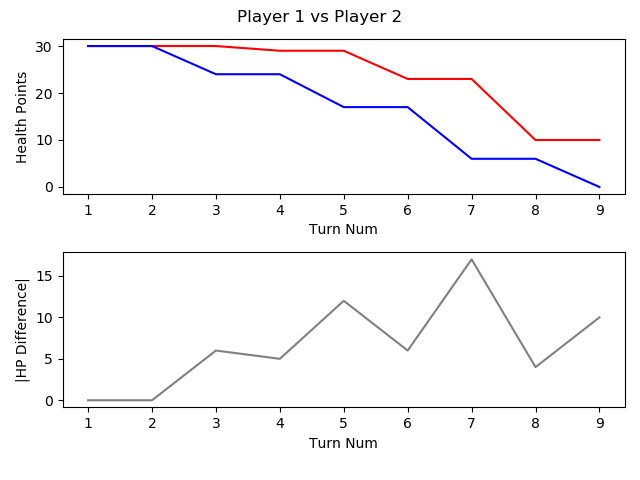 Player 1 vs Player 2
Health Points
30
20
10
0
1 2 3 4 5 6 7 8 9
Turn Num
|HP Difference|
15
10
5
0
1 2 3 4 5 6 7 8 9
Turn Num